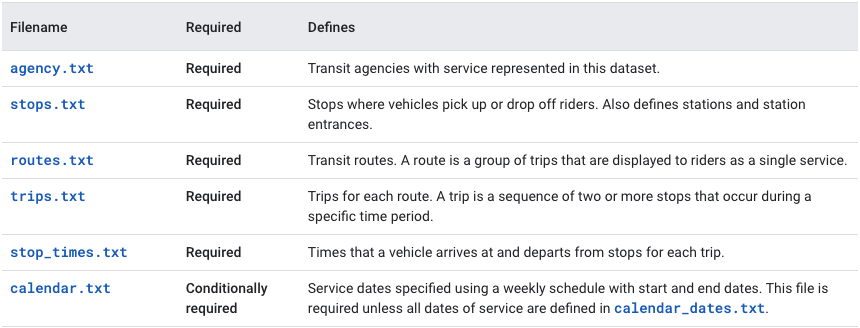 Filename Required Defines
agency.txt Required Transit agencies with service represented in this dataset.
stops.txt Required Stops where vehicles pick up or drop off riders. Also defines stations and station
entrances.
routes.txt Required Transit routes. A route is a group of trips that are displayed to riders as a single service.
trips.txt Required Trips for each route. A trip is a sequence of two or more stops that occur during a
specific time period.
stop_times.txt Required Times that a vehicle arrives at and departs from stops for each trip.
calendar.txt Conditionally Service dates specified using a weekly schedule with start and end dates. This file is
required required unless all dates of service are defined in calendar_dates.txt.